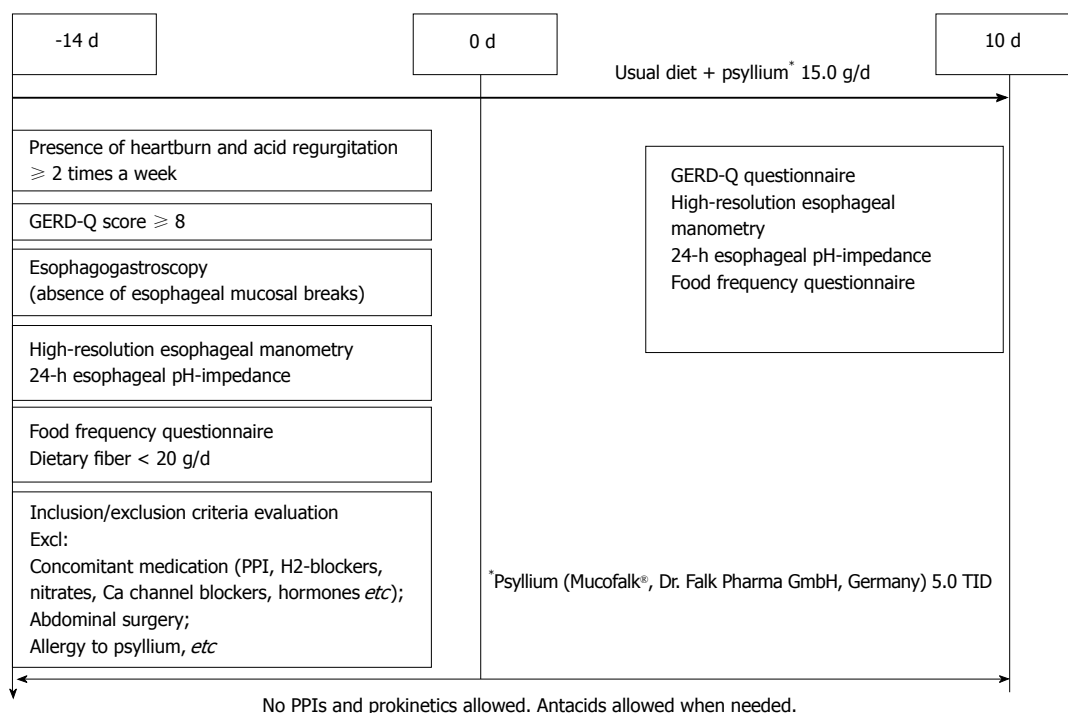 -14 d
0 d
10 d
Usual diet + psyllium* 15.0 g/d
Presence of heartburn and acid regurgitation
⩾ 2 times a week
GERD-Q score ⩾ 8
Esophagogastroscopy
(absence of esophageal mucosal breaks)
High-resolution esophageal manometry
24-h esophageal pH-impedance
Food frequency questionnaire
Dietary fiber < 20 g/d
Inclusion/exclusion criteria evaluation
Excl:
Concomitant medication (PPI, H2-blockers,
nitrates, Ca channel blockers, hormones etc);
Abdominal surgery;
Allergy to psyllium, etc
GERD-Q questionnaire
High-resolution esophageal
manometry
24-h esophageal pH-impedance
Food frequency questionnaire
*Psyllium (Mucofalk®, Dr. Falk Pharma GmbH, Germany) 5.0 TID
No PPIs and prokinetics allowed. Antacids allowed when needed.